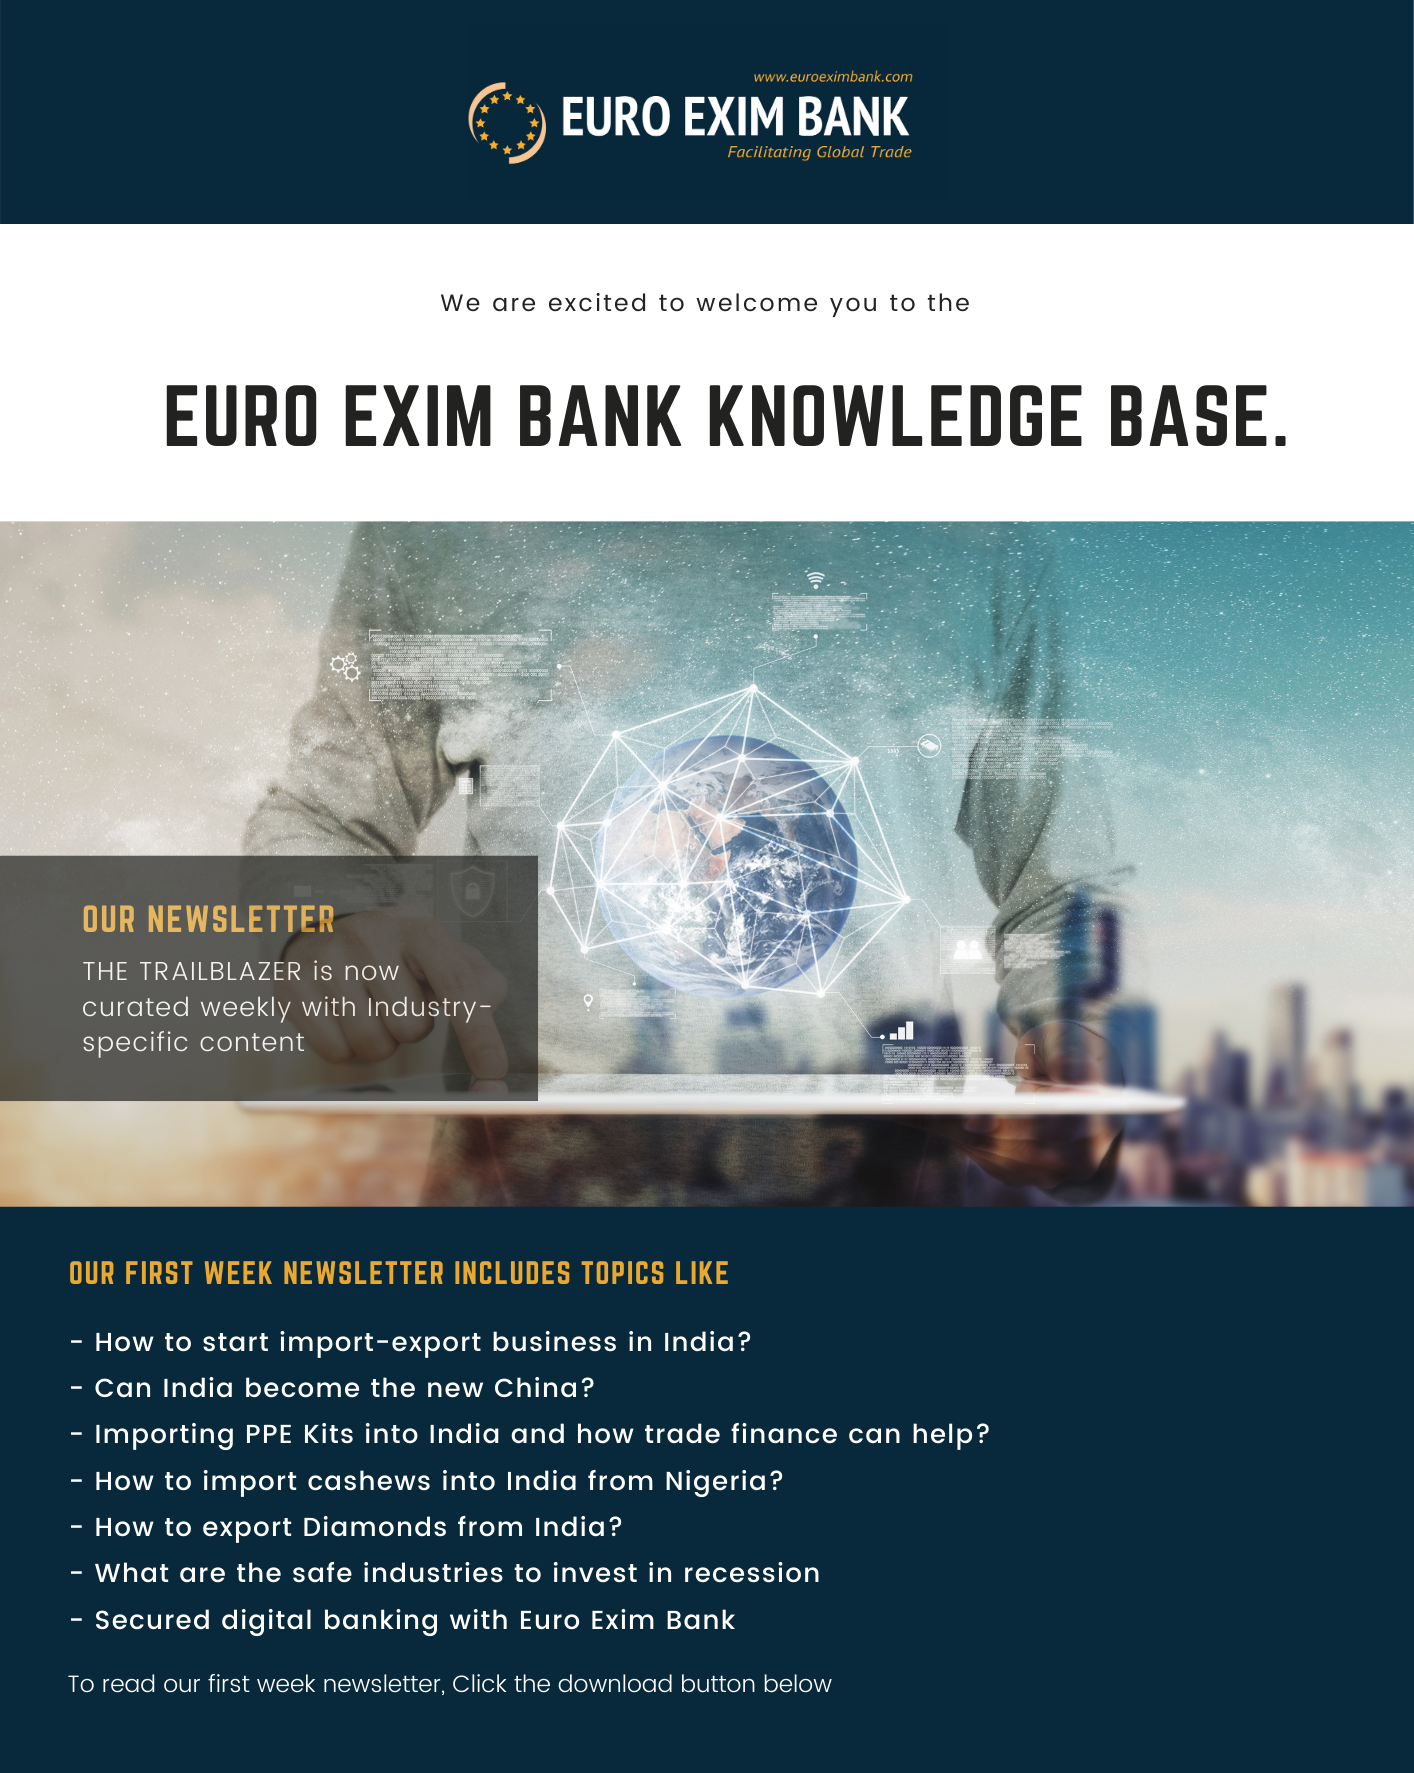 www.euroeximbank.com
EURO EXIM BANK
Facilitating Global Trade
We are excited to welcome you to the
EURO EXIM BANK KNOWLEDGE BASE.
OUR NEWSLETTER
THE TRAILBLAZER is now
curated weekly with Industry-
specific content
OUR FIRST WEEK NEWSLETTER INCLUDES TOPICS LIKE
- How to start import-export business in India?
- Can India become the new China?
- Importing PPE Kits into India and how trade finance can help?
- How to import cashews into India from Nigeria?
- How to export Diamonds from India?
- What are the safe industries to invest in recession
- Secured digital banking with Euro Exim Bank
To read our first week newsletter, Click the download button below